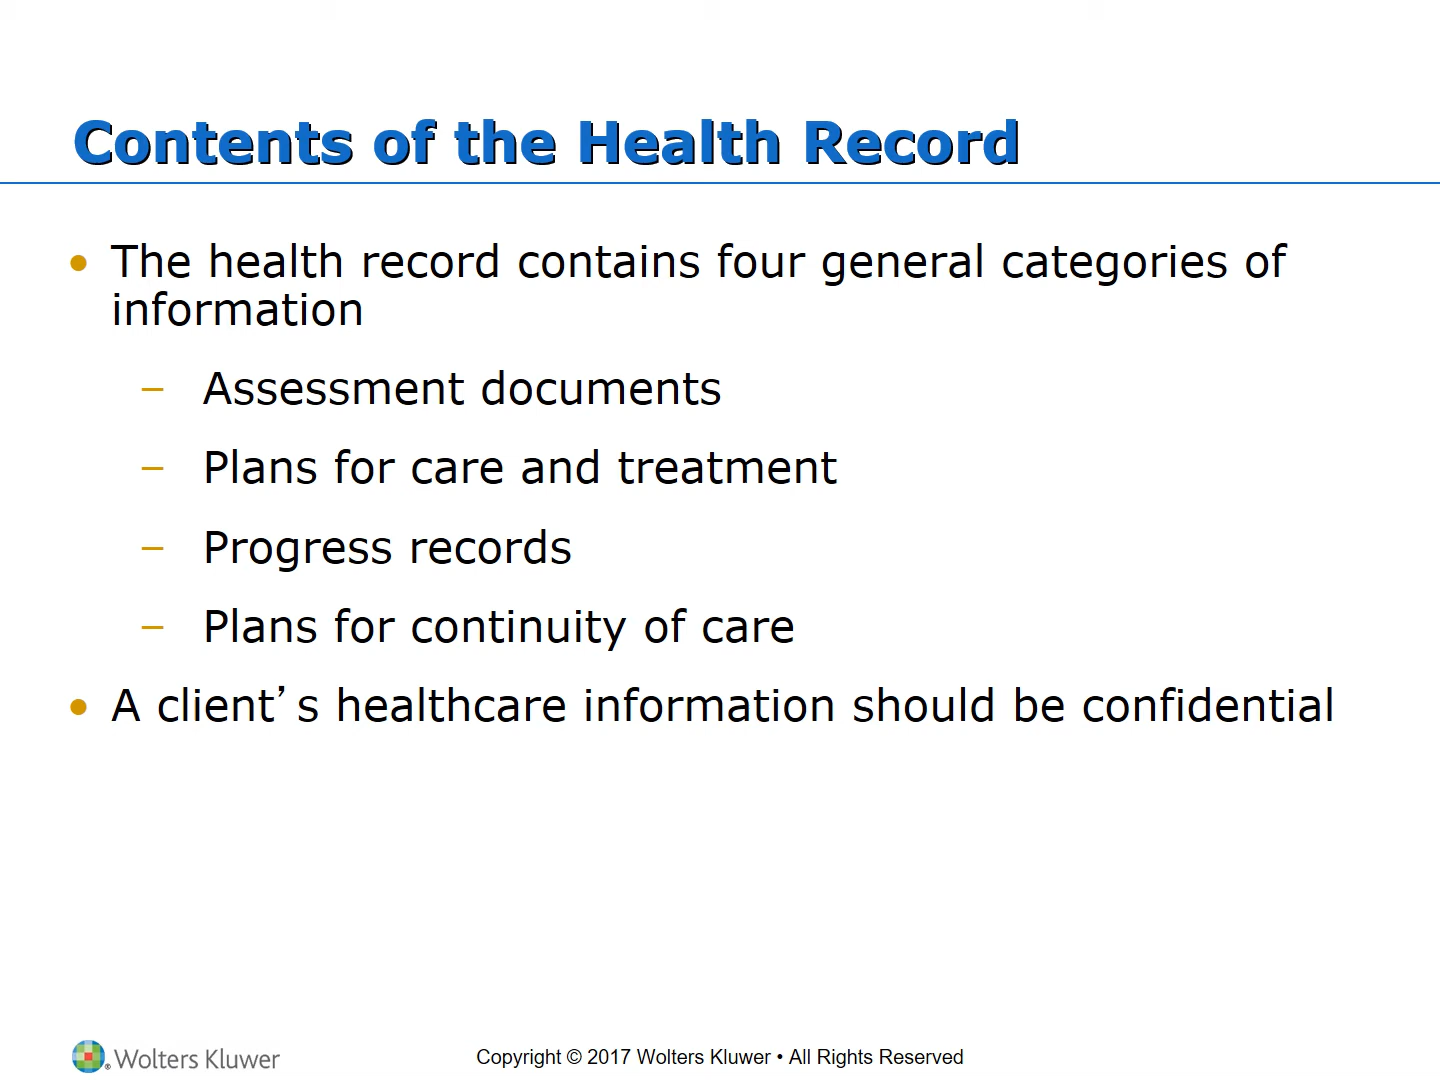 Contents of the Health Record
• The health record contains four general categories of
information
– Assessment documents
– Plans for care and treatment
– Progress records
– Plans for continuity of care
• A client’s healthcare information should be confidential
® Wolters Kluwer
Copyright © 2017 Wolters Kluwer • All Rights Reserved